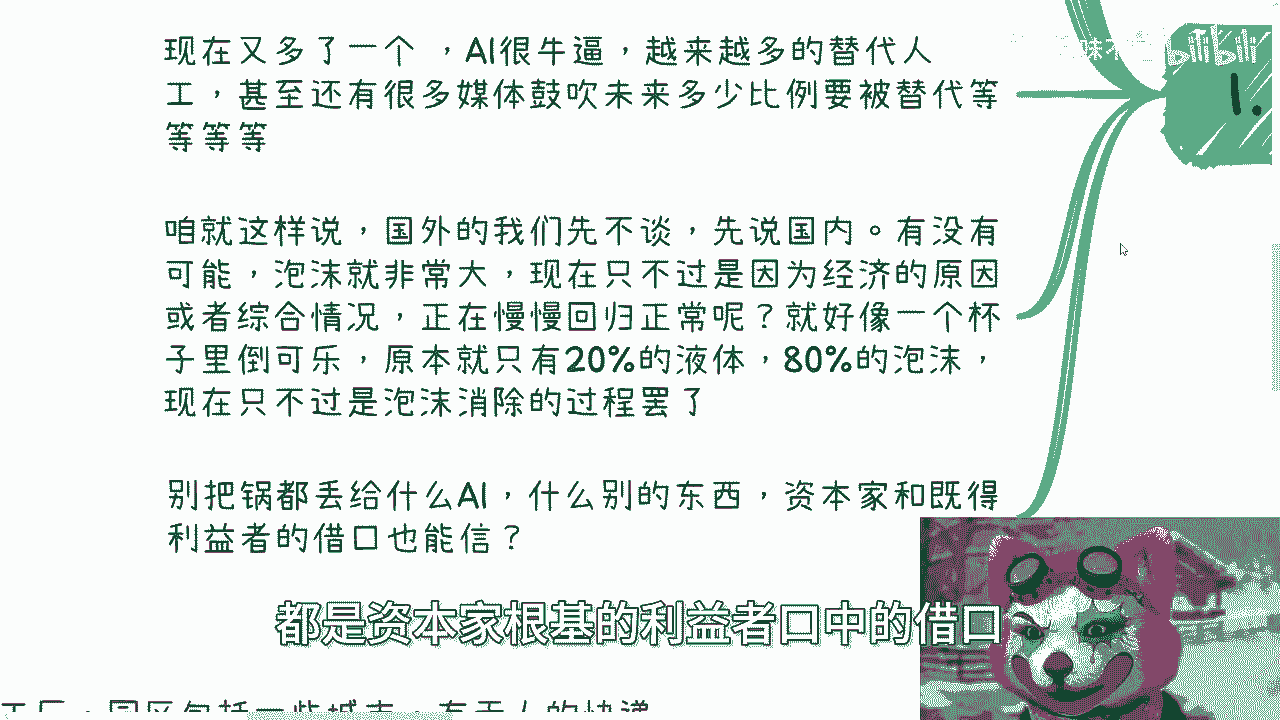 现在又多了一个 ，AI很牛逼，越来越多的替代人
工，甚至还有很多媒体鼓吹未来多少比例要被替代等
等等等
bilibili
1.
咱就这样说，国外的我们先不谈，先说国内。有没有
可能，泡沫就非常大，现在只不过是因为经济的原因
或者综合情况，正在慢慢回归正常呢？就好像一个杯
子里倒可乐，原本就只有20%的液体，80%的泡沫，
现在只不过是泡沫消除的过程罢了
别把锅都丢给什么AI，什么别的东西，资本家和既得
利益者的借口也能信？
都是资本家根基的利益者口中的借口